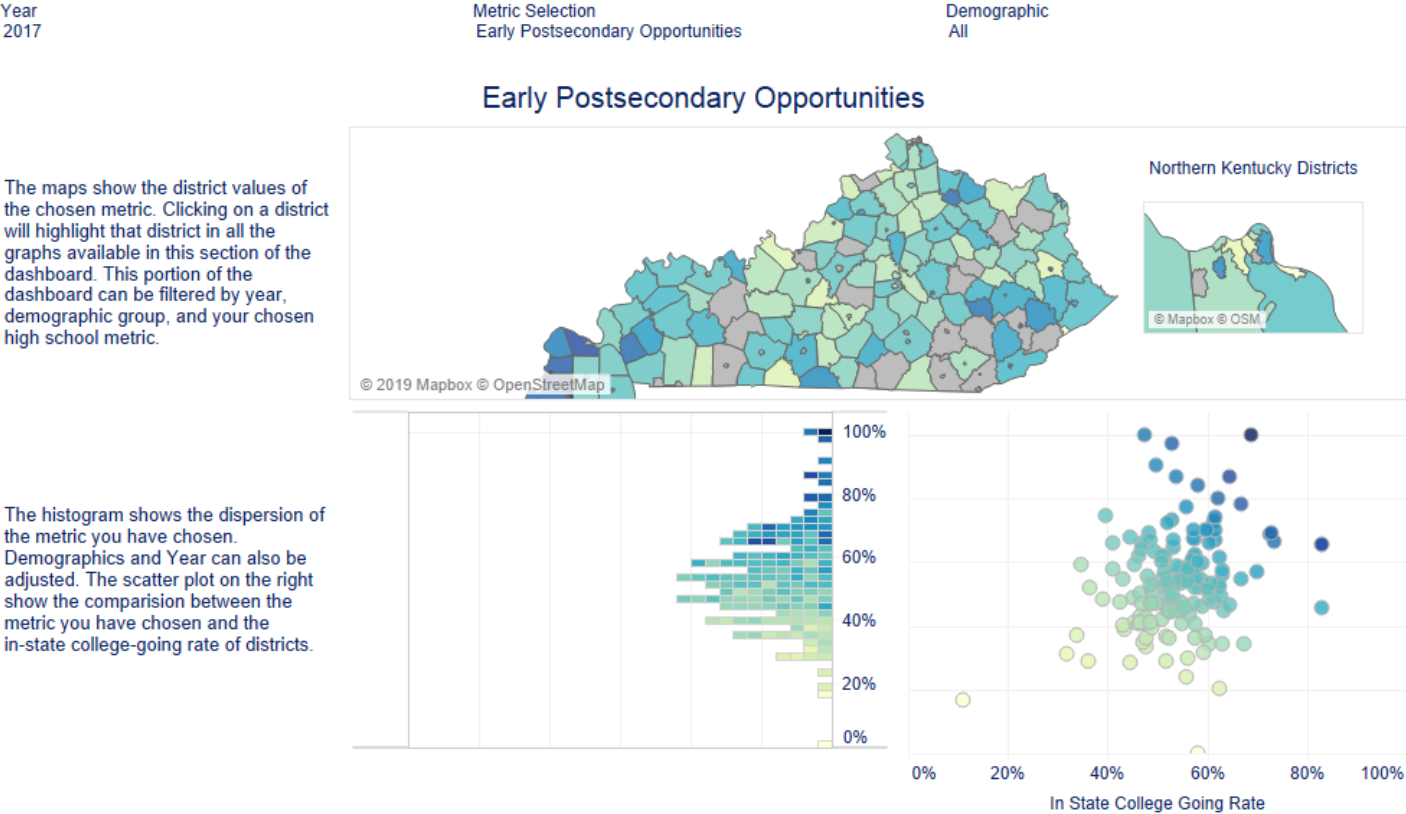 Year
2017
Metric Selection
Early Postsecondary Opportunities
Demographic
All
Early Postsecondary Opportunities
The maps show the district values of
the chosen metric. Clicking on a district
will highlight that district in all the
graphs available in this section of the
dashboard. This portion of the
dashboard can be filtered by year,
demographic group, and your chosen
high school metric.
Northern Kentucky Districts
© Mapbox © OSM
© 2019 Mapbox © OpenStreetMap
The histogram shows the dispersion of
the metric you have chosen.
Demographics and Year can also be
adjusted. The scatter plot on the right
show the comparision between the
metric you have chosen and the
in-state college-going rate of districts.
100%
80%
60%
40%
20%
0%
0% 20% 40% 60% 80% 100%
In State College Going Rate